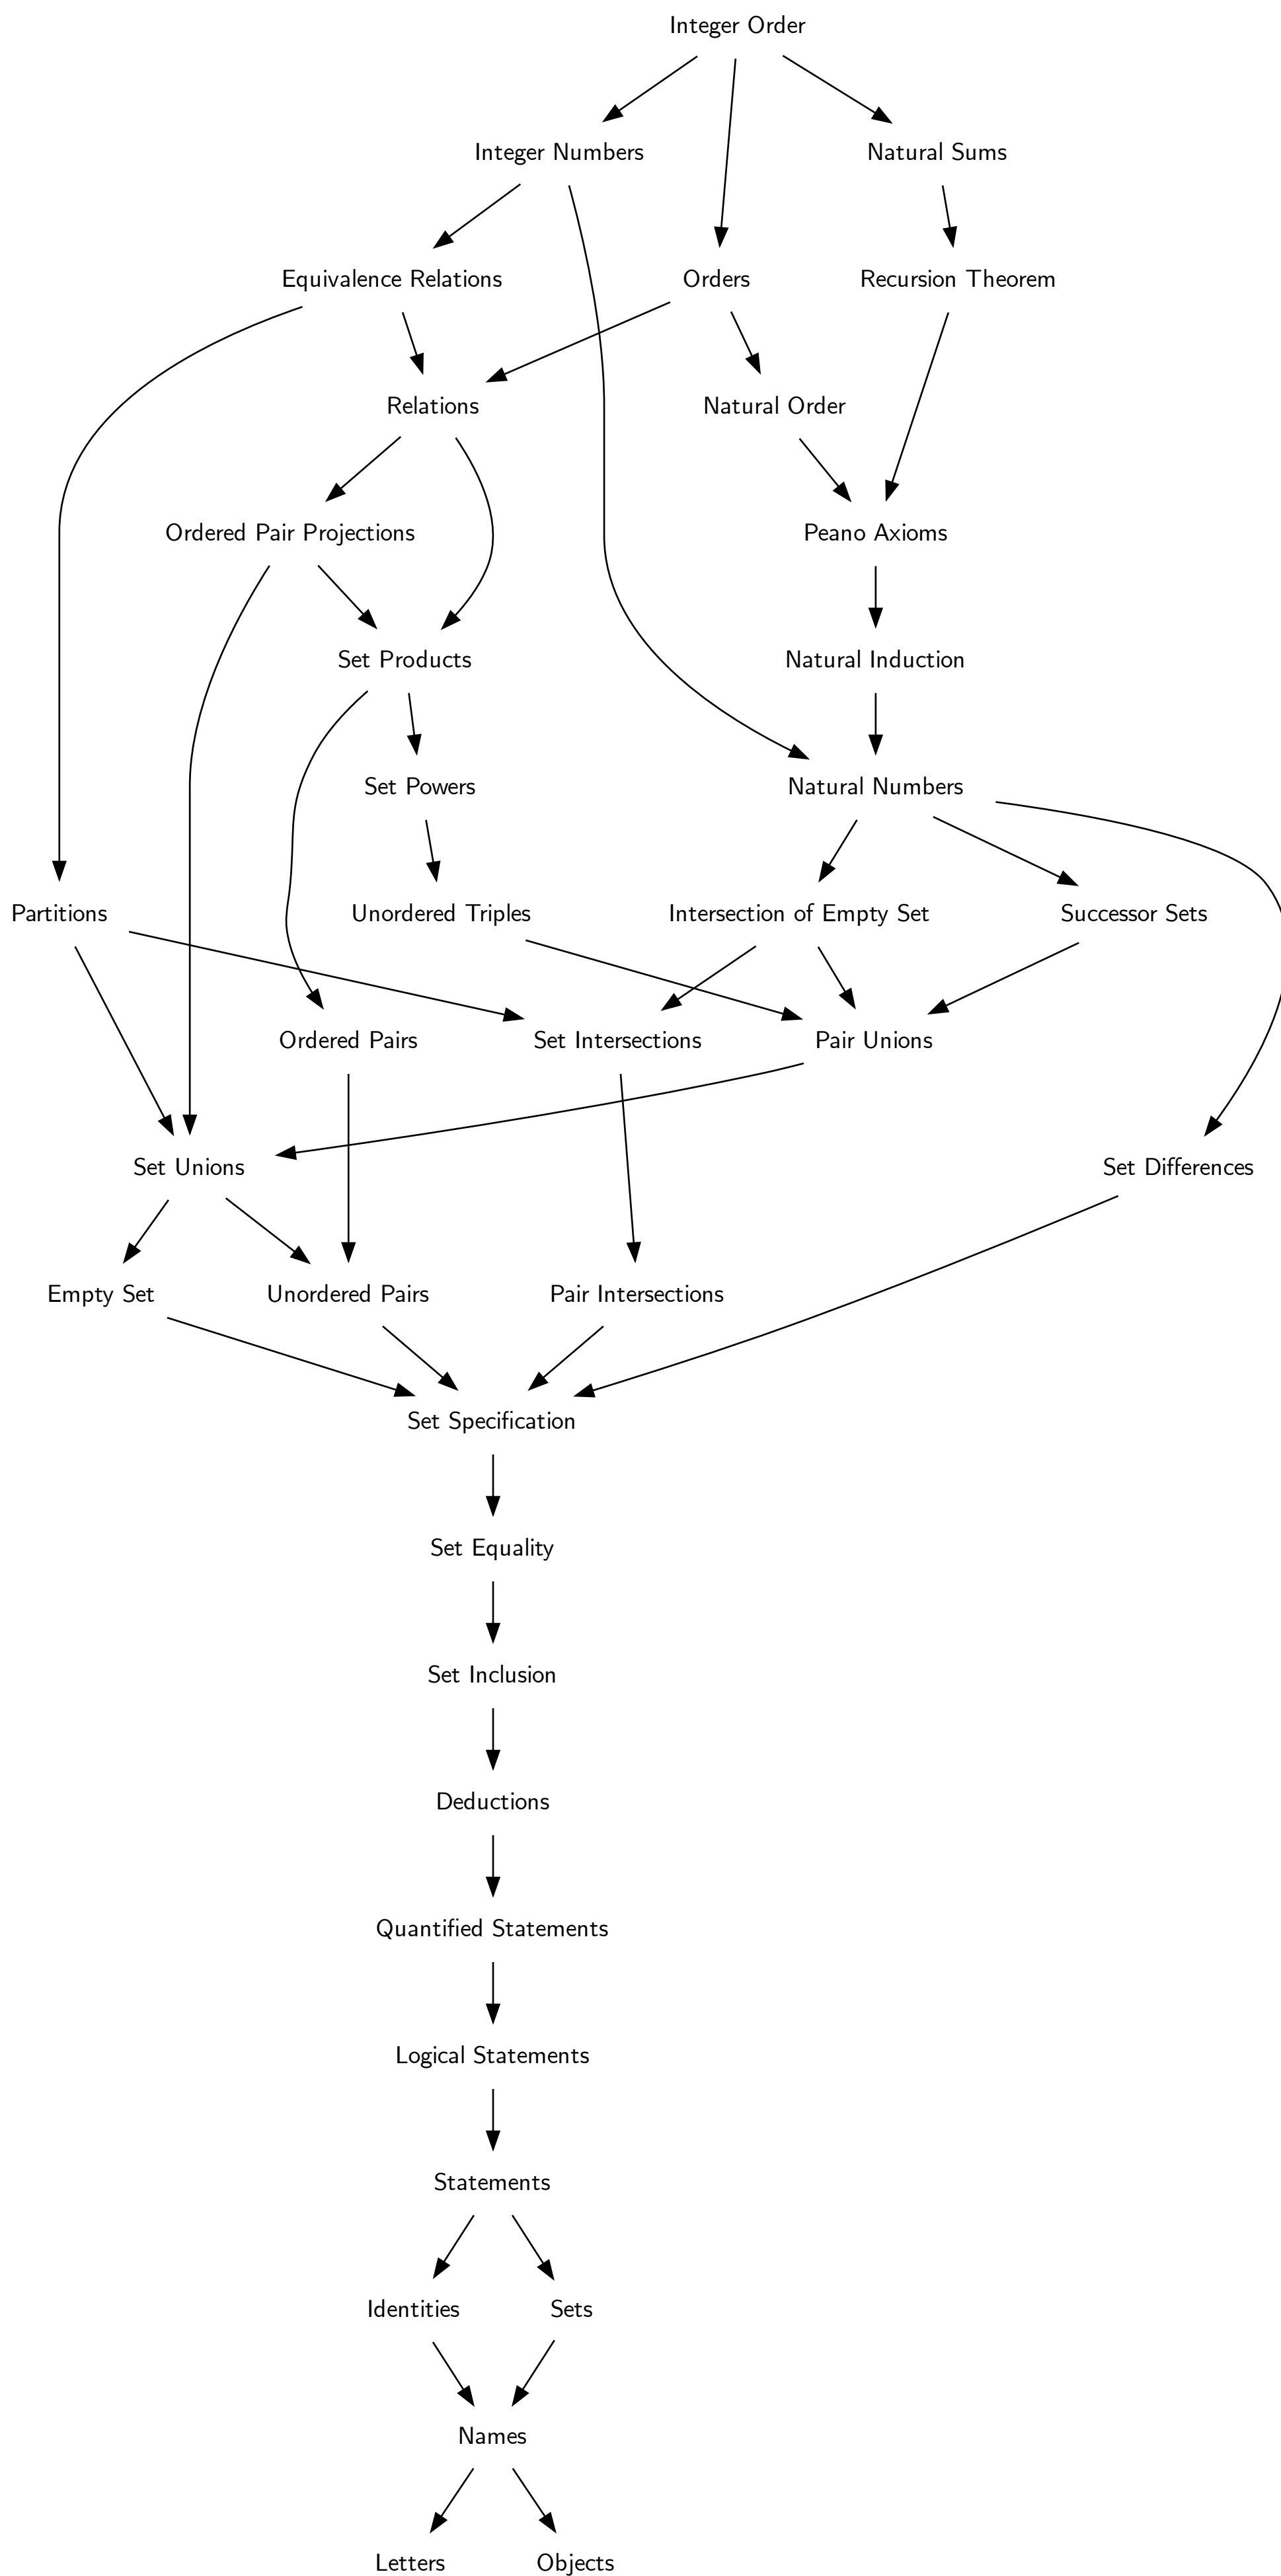 Integer Order
Integer Numbers
Natural Sums
Equivalence Relations
Orders
Recursion Theorem
Relations
Natural Order
Ordered Pair Projections
Peano Axioms
Set Products
Natural Induction
Set Powers
Natural Numbers
Partitions
Unordered Triples
Intersection of Empty Set
Successor Sets
Ordered Pairs
Set Intersections
Pair Unions
Set Unions
Set Differences
Empty Set
Unordered Pairs
Pair Intersections
Set Specification
Set Equality
Set Inclusion
Deductions
Quantified Statements
Logical Statements
Statements
Identities
Sets
Names
Letters
Objects